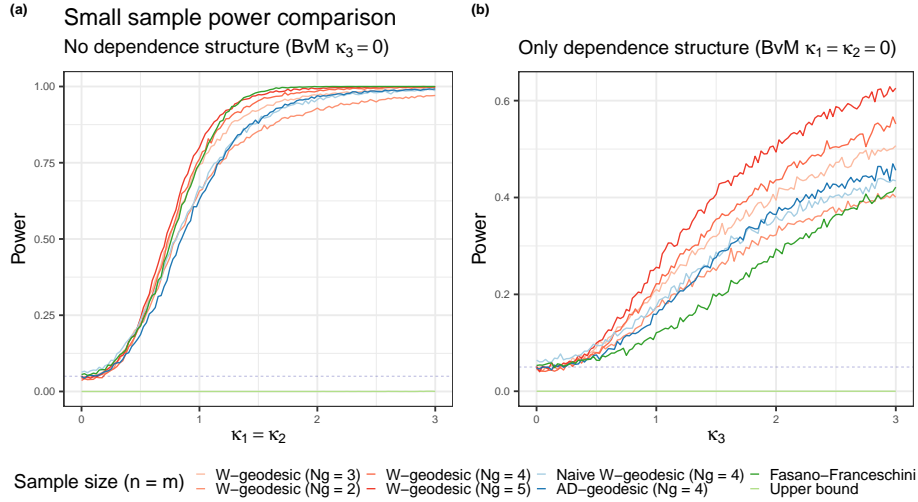 (a)
Small sample power comparison
No dependence structure (BvM κ3 = 0)
1.00
0.75
0.50
0.25
0.00
Power
0 1 2 3
κ1 = κ2
(b)
Only dependence structure (BvM κ1 = κ2 = 0)
0.6
0.4
0.2
0.0
Power
0 1 2 3
κ3
Sample size (n = m)
W−geodesic (Ng = 3) W−geodesic (Ng = 4) Naive W−geodesic (Ng = 4) Fasano−Franceschini
W−geodesic (Ng = 2) W−geodesic (Ng = 5) AD−geodesic (Ng = 4) Upper bound